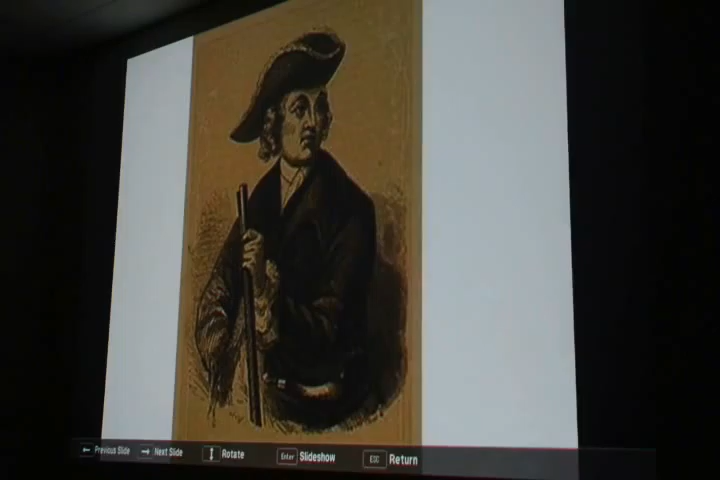 ← Previous Slide → Next Slide ↕ Rotate Enter Slideshow ESC Return